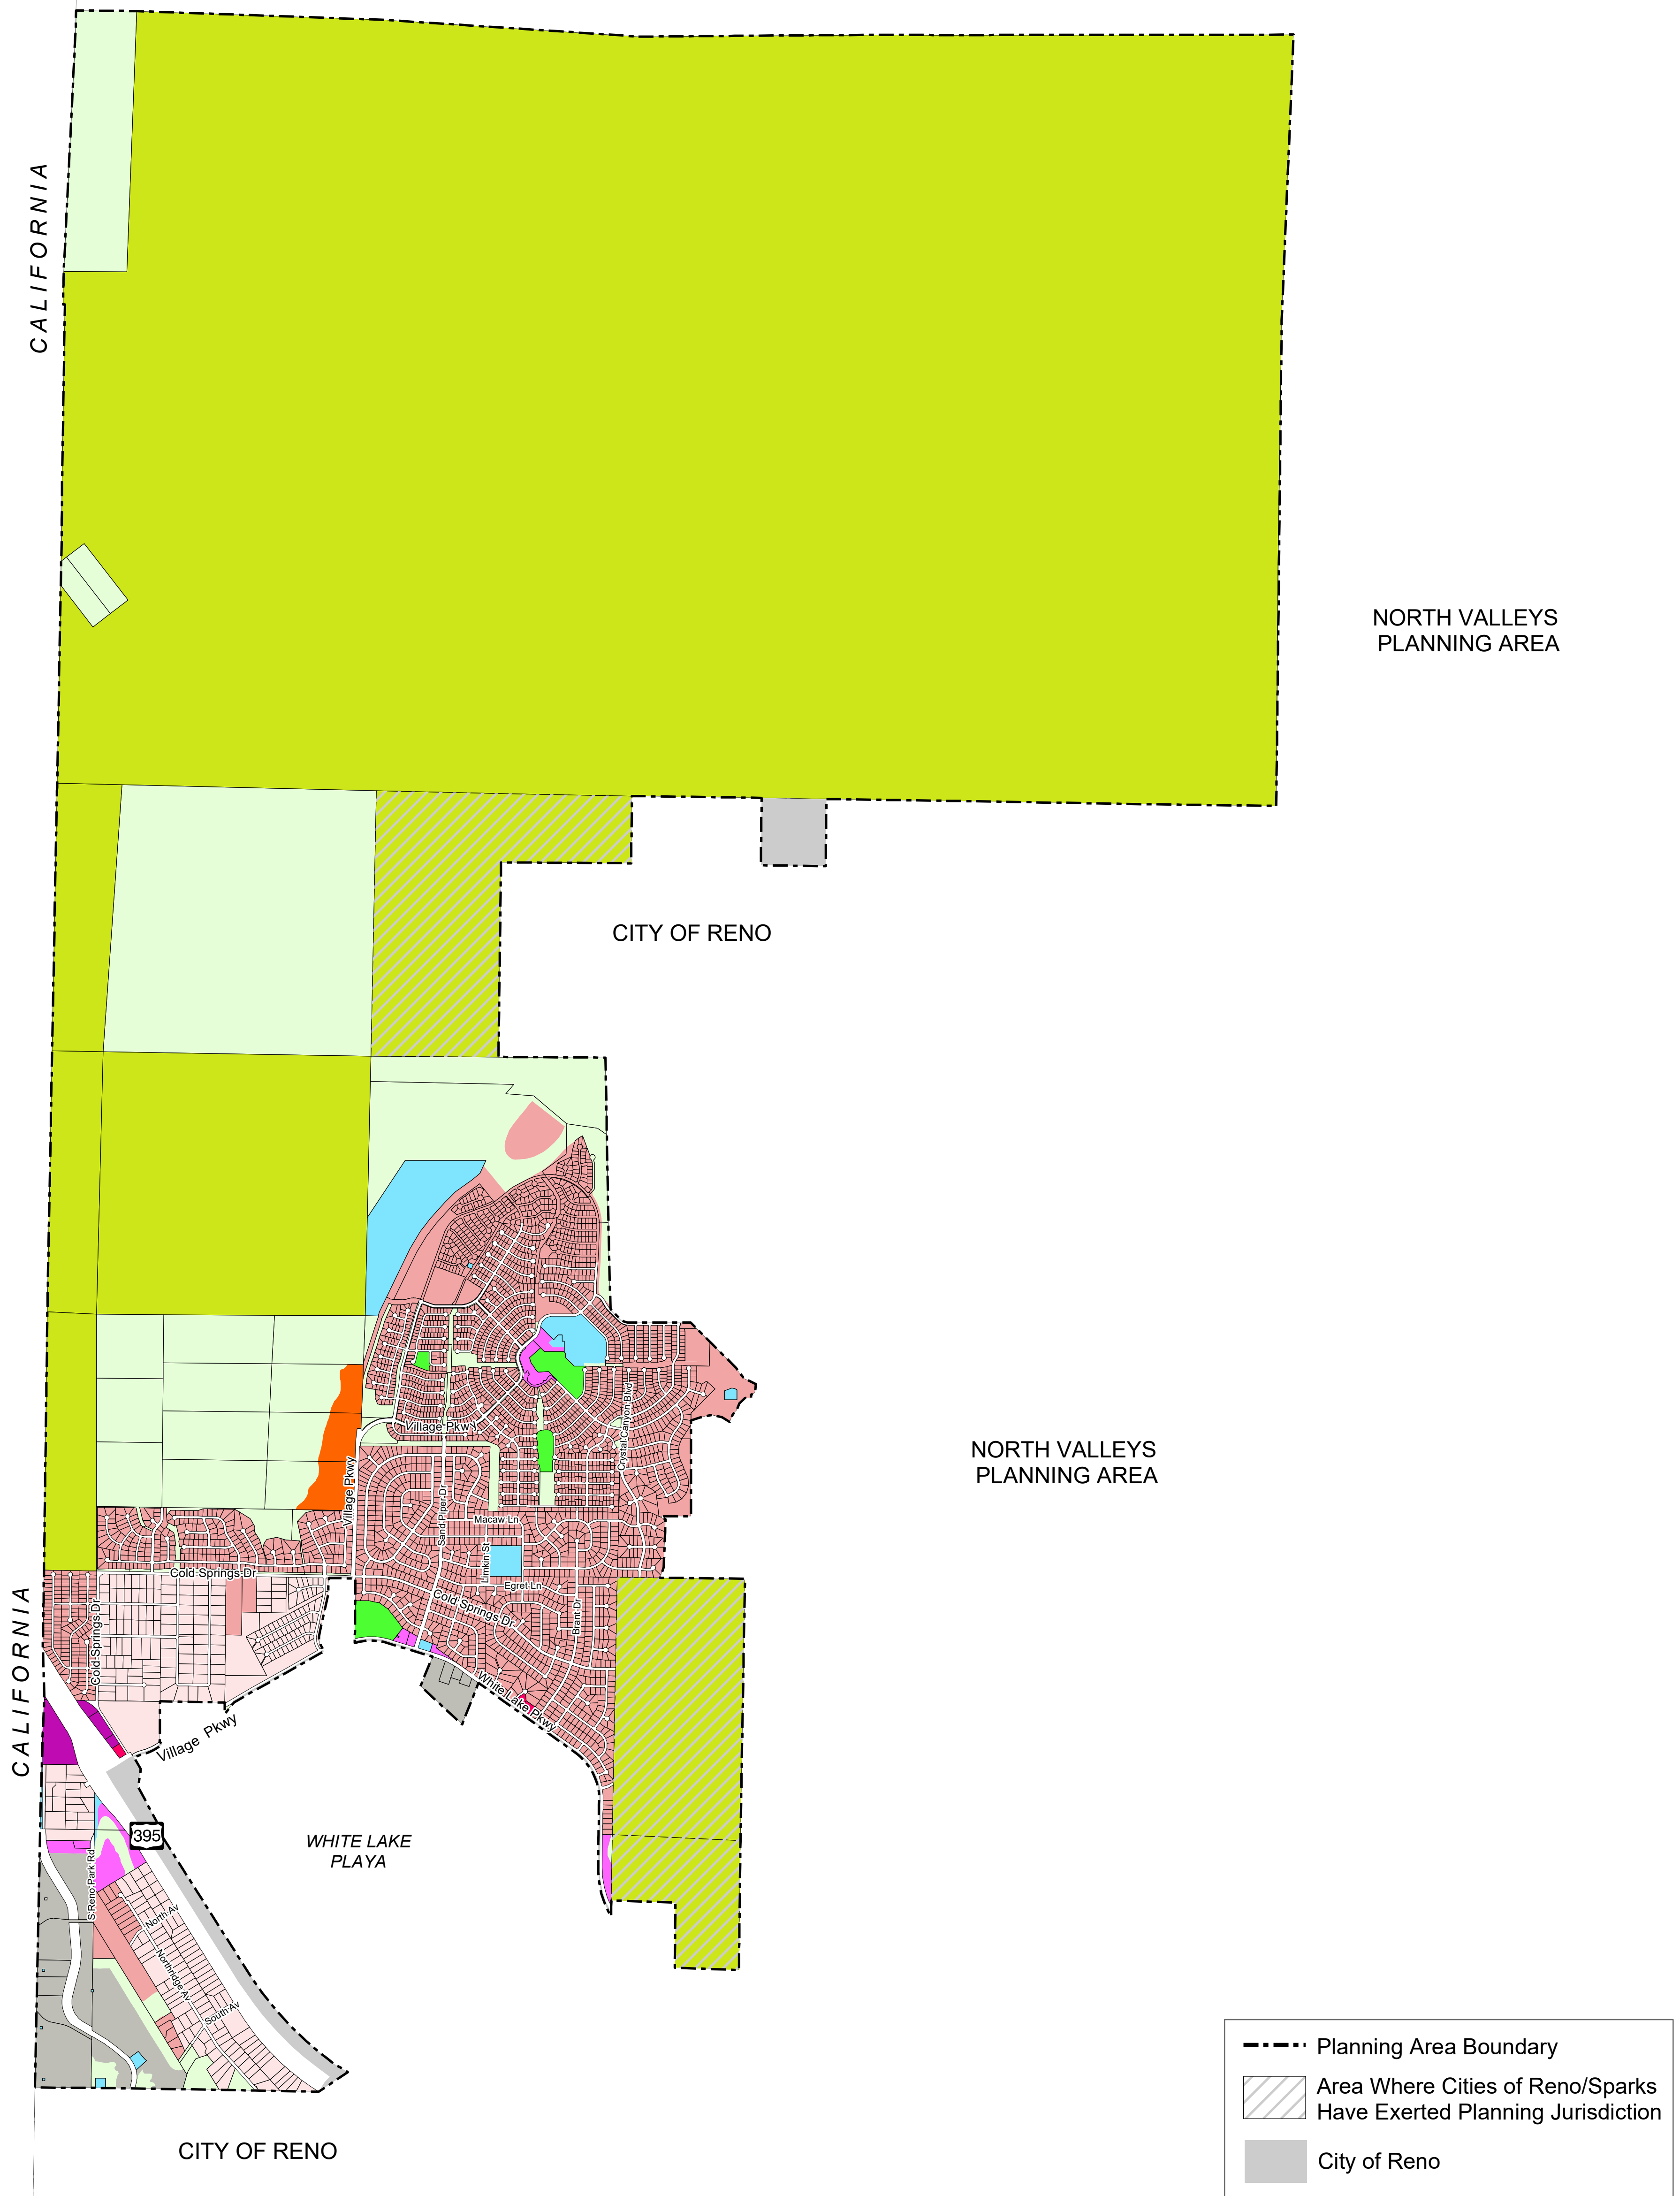 CALIFORNIA
NORTH VALLEYS
PLANNING AREA
CITY OF RENO
Village Pkwy
Crystal Canyon Blvd
NORTH VALLEYS
PLANNING AREA
Village Pkwy
Sand Piper Dr
Macaw Ln
Limkin St
Cold Springs Dr
Egret Ln
Cold Springs Dr
Brant Dr
Cold Springs Dr
CALIFORNIA
White Lake Pkwy
Village Pkwy
395
WHITE LAKE
PLAYA
S Reno Park Rd
North Av
Northridge Av
South Av
Planning Area Boundary
Area Where Cities of Reno/Sparks
Have Exerted Planning Jurisdiction
City of Reno
CITY OF RENO